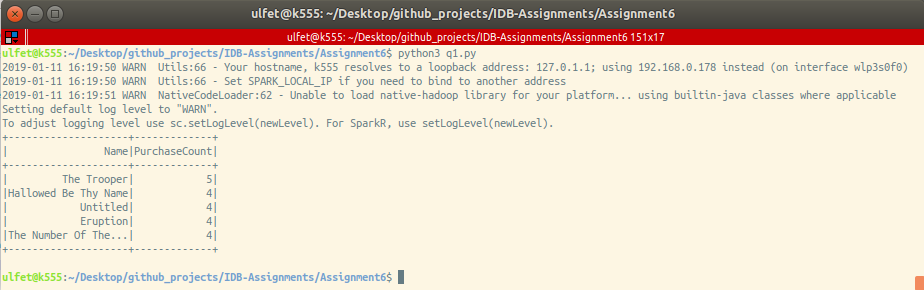 ulfet@k555: ~/Desktop/github_projects/IDB-Assignments/Assignment6
ulfet@k555: ~/Desktop/github_projects/IDB-Assignments/Assignment6 151x17
ulfet@k555:~/Desktop/github_projects/IDB-Assignments/Assignment6$ python3 q1.py
2019-01-11 16:19:50 WARN  Utils:66 - Your hostname, k555 resolves to a loopback address: 127.0.1.1; using 192.168.0.178 instead (on interface wlp3s0f0)
2019-01-11 16:19:50 WARN  Utils:66 - Set SPARK_LOCAL_IP if you need to bind to another address
2019-01-11 16:19:51 WARN  NativeCodeLoader:62 - Unable to load native-hadoop library for your platform... using builtin-java classes where applicable
Setting default log level to "WARN".
To adjust logging level use sc.setLogLevel(newLevel). For SparkR, use setLogLevel(newLevel).
+--------------------+-------------+
|                Name|PurchaseCount|
+--------------------+-------------+
|         The Trooper|            5|
|Hallowed Be Thy Name|            4|
|            Untitled|            4|
|            Eruption|            4|
|The Number Of The...|            4|
+--------------------+-------------+
ulfet@k555:~/Desktop/github_projects/IDB-Assignments/Assignment6$